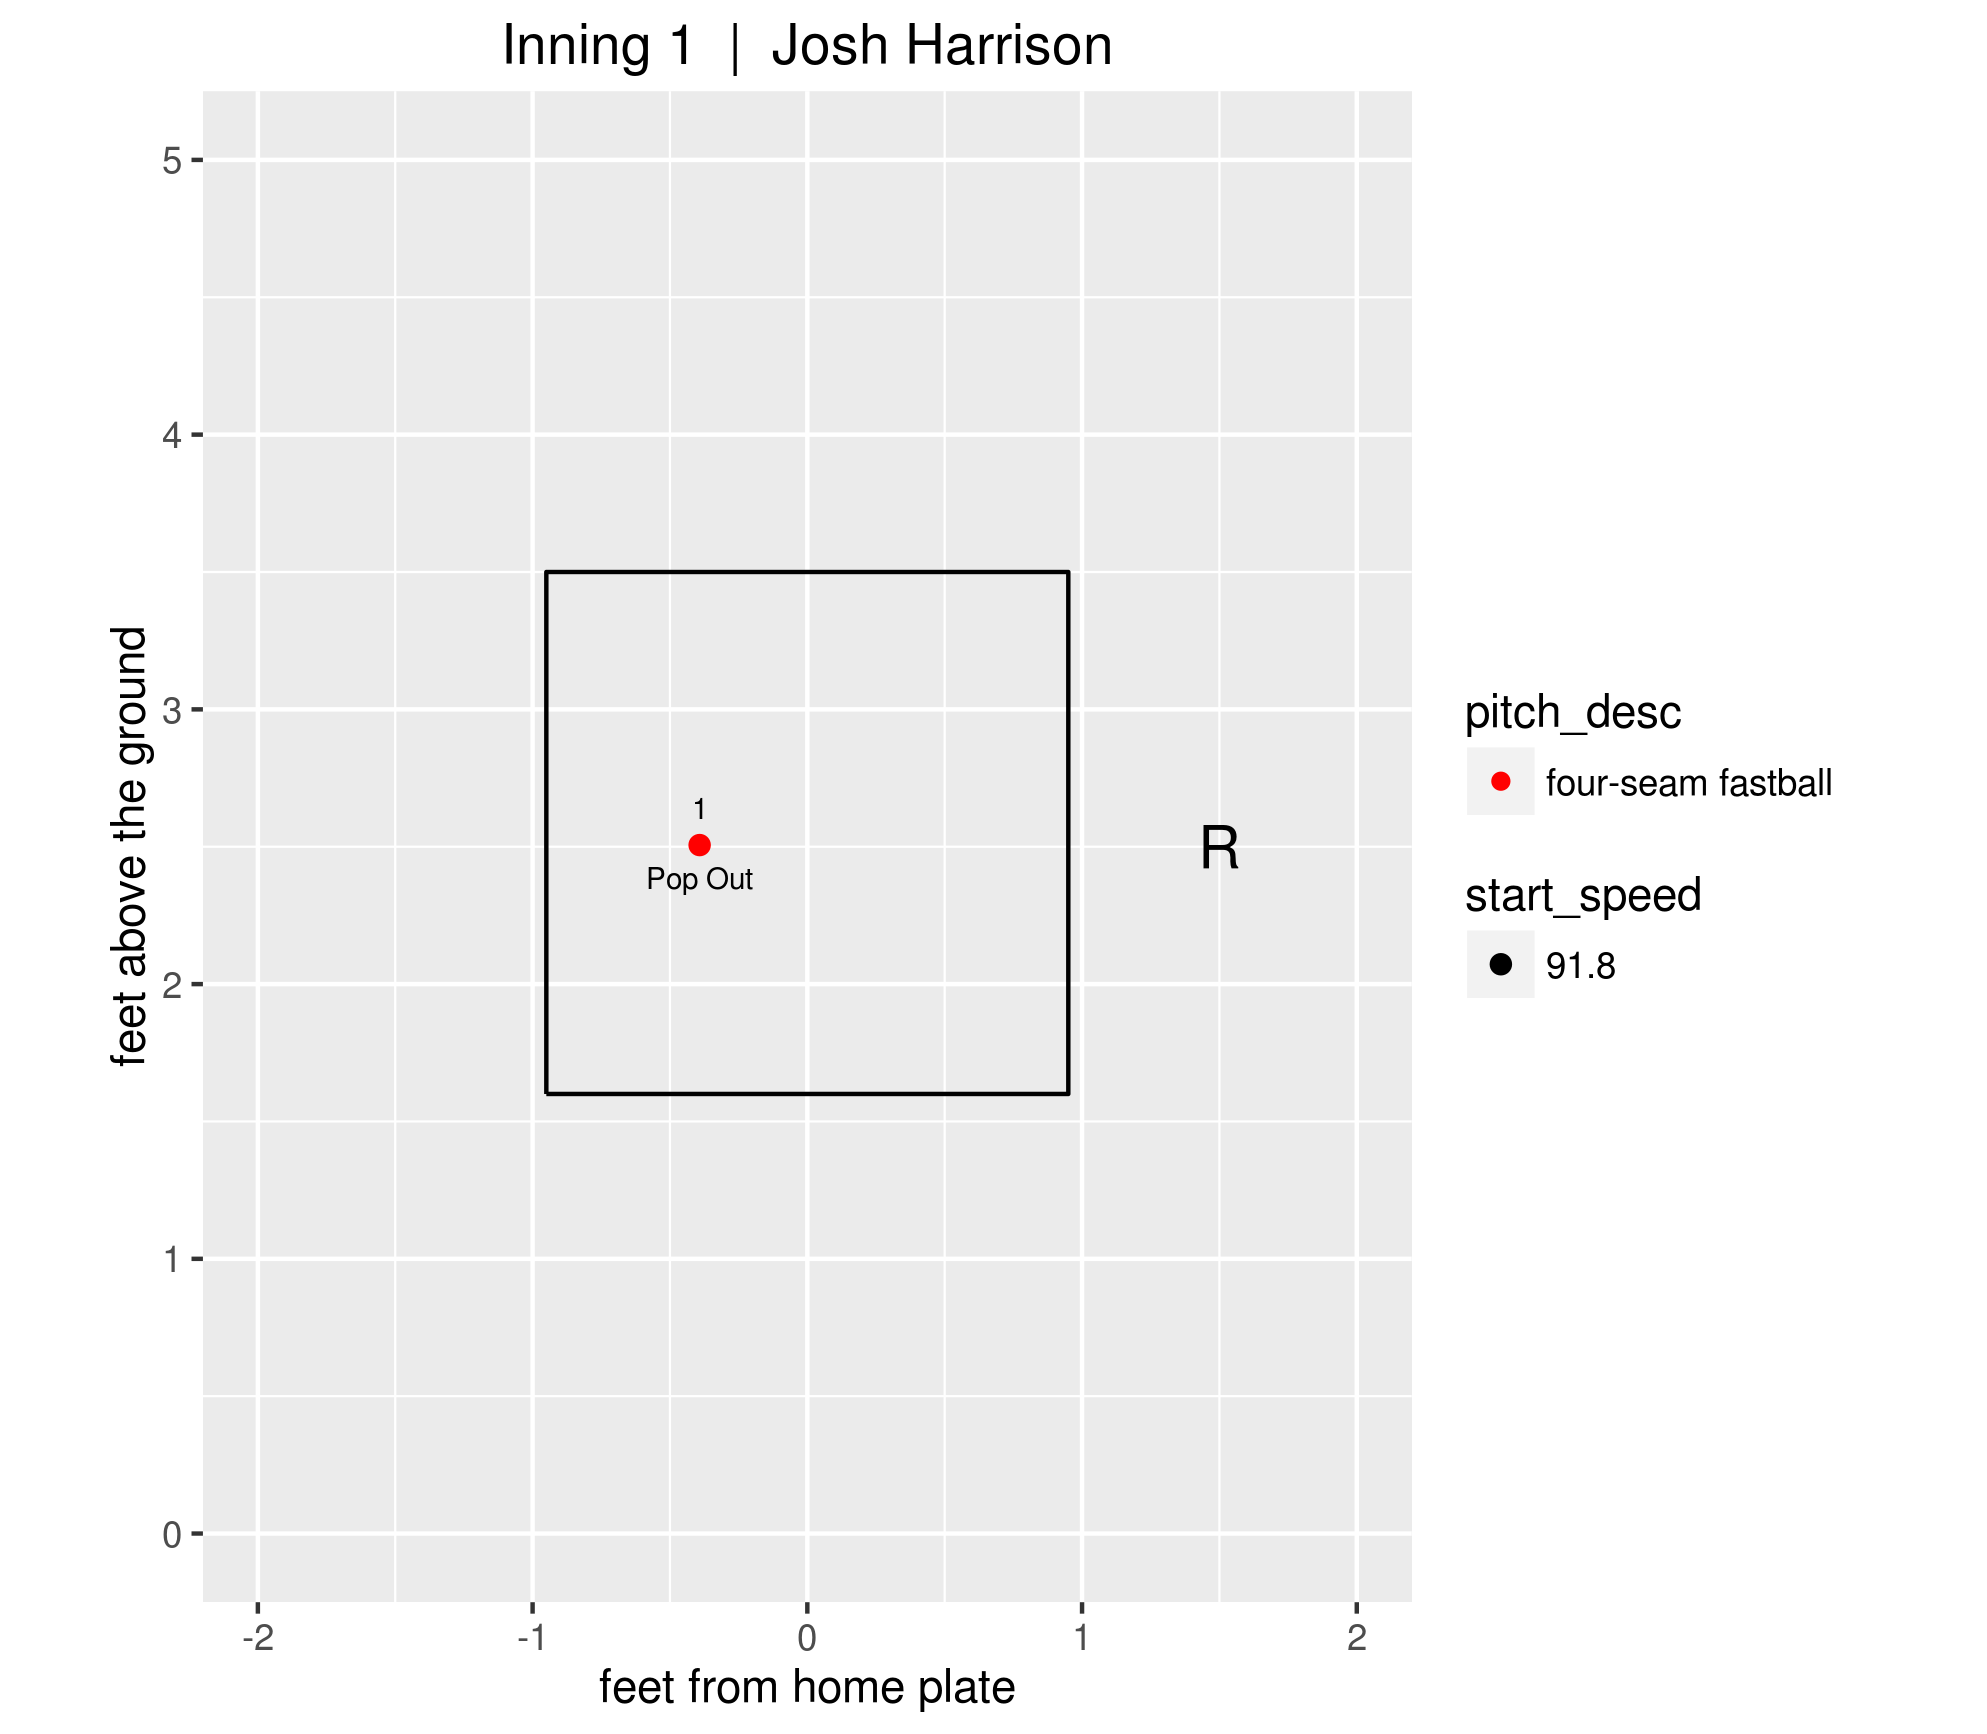 Inning 1 | Josh Harrison
feet above the ground
5
4
3
2
1
0
1
Pop Out
R
-2
-1
0
1
2
feet from home plate
pitch_desc
four-seam fastball
start_speed
91.8